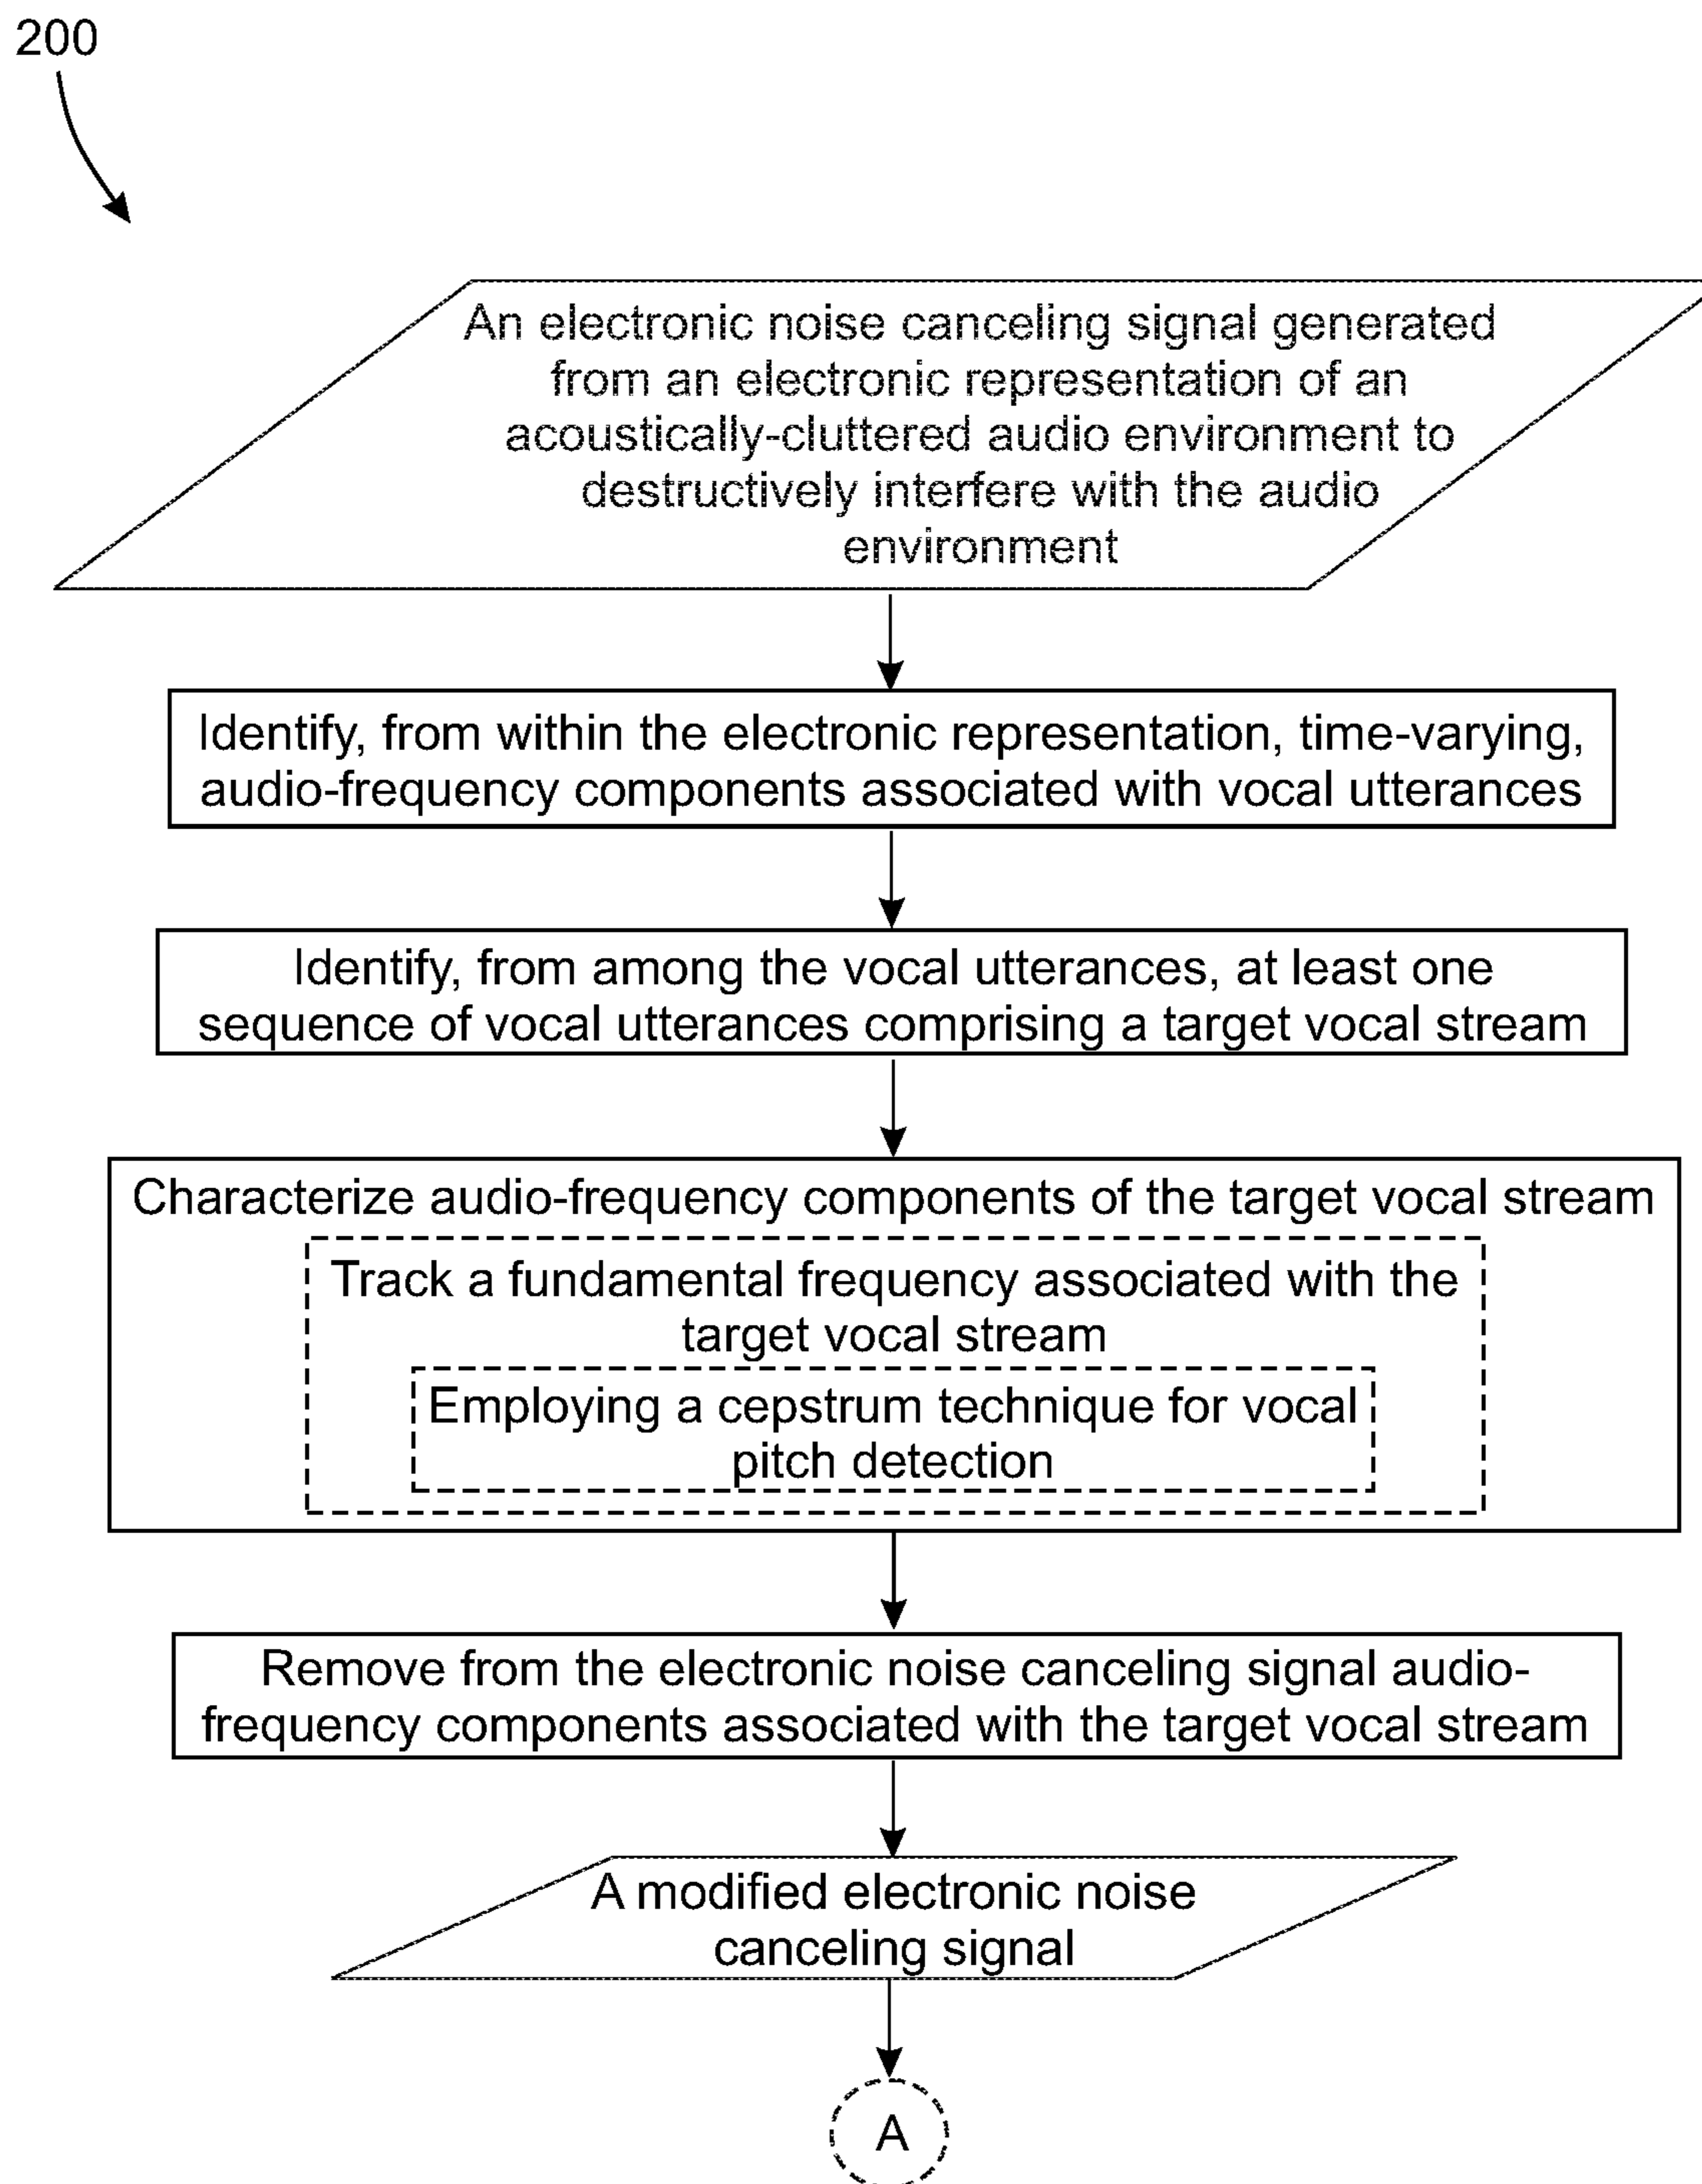 200
An electronic noise canceling signal generated
from an electronic representation of an
acoustically-cluttered audio environment to
destructively interfere with the audio
environment
Identify, from within the electronic representation, time-varying,
audio-frequency components associated with vocal utterances
Identify, from among the vocal utterances, at least one
sequence of vocal utterances comprising a target vocal stream
Characterize audio-frequency components of the target vocal stream
Track a fundamental frequency associated with the
target vocal stream
Employing a cepstrum technique for vocal
pitch detection
Remove from the electronic noise canceling signal audio-
frequency components associated with the target vocal stream
A modified electronic noise
canceling signal
A